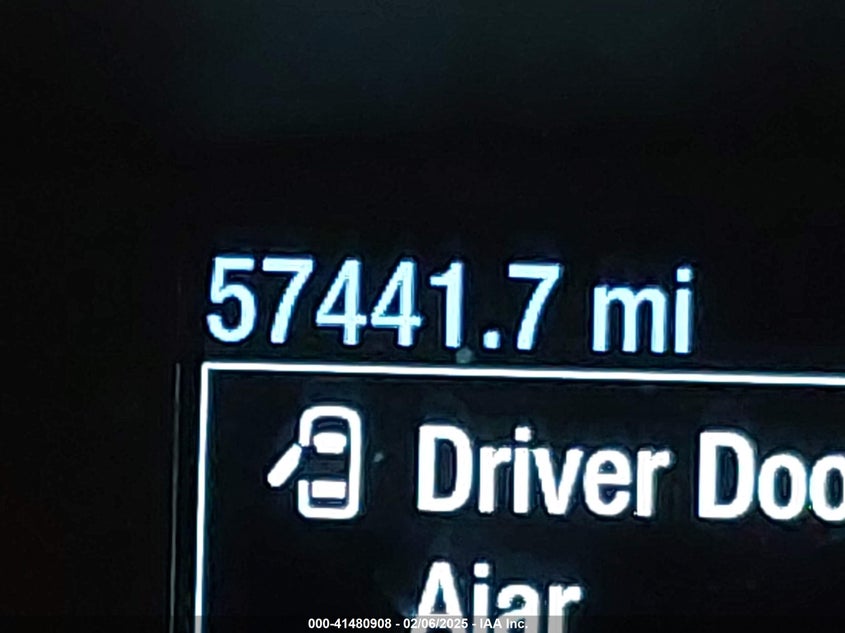 57441.7 mi
Driver Doo
Ajar
000-41480908 - 02/06/2025 - IAA Inc.